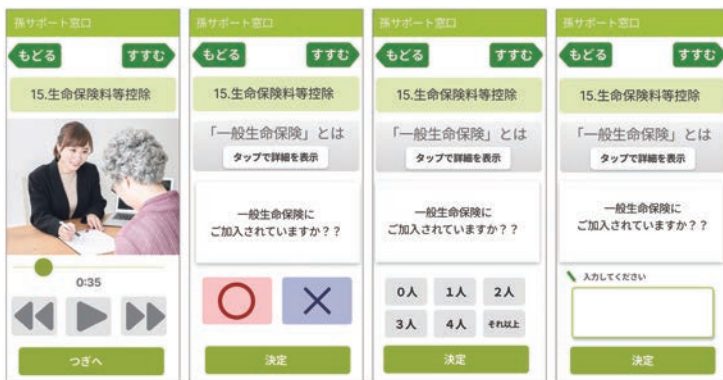 孫サポート窓口
もどる
すすむ
15.生命保険料等控除
0:35
つぎへ
孫サポート窓口
もどる
すすむ
15.生命保険料等控除
「一般生命保険」とは
タップで詳細を表示
一般生命保険に
ご加入されていますか？？
決定
孫サポート窓口
もどる
すすむ
15.生命保険料等控除
「一般生命保険」とは
タップで詳細を表示
一般生命保険に
ご加入されていますか？？
0人 1人 2人
3人 4人 それ以上
決定
孫サポート窓口
もどる
すすむ
15.生命保険料等控除
「一般生命保険」とは
タップで詳細を表示
一般生命保険に
ご加入されていますか？？
入力してください
決定